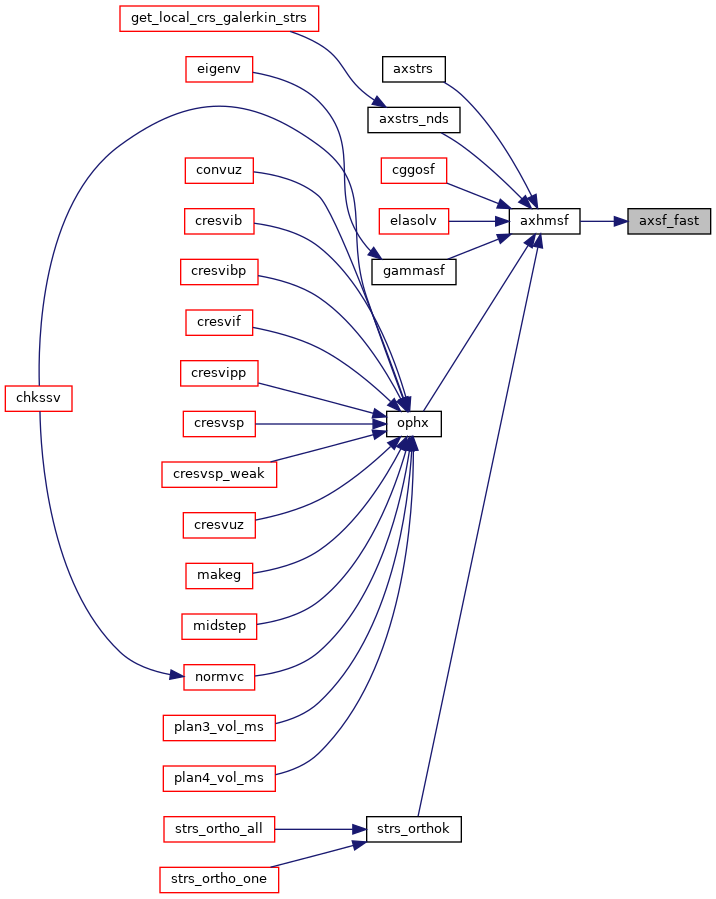 get_local_crs_galerkin_strs
eigenv
axstrs
axstrs_nds
convuz
cggosf
cresvib
elasolv
axhmsf
axsf_fast
cresvibp
gammasf
cresvif
cresvipp
chkssv
cresvsp
ophx
cresvsp_weak
cresvuz
makeg
midstep
normvc
plan3_vol_ms
plan4_vol_ms
strs_ortho_all
strs_orthok
strs_ortho_one